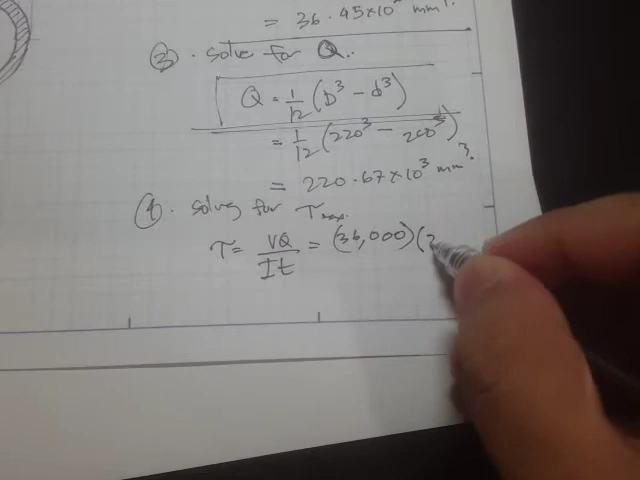 = 36.45×10⁶ mm⁴.
③. solve for Q.
Q = 1/12 (D³ - d³)
= 1/12 (220³ - 200³)
= 220.67×10³ mm³.
④. solving for τmax.
τ = VQ/It = (36,000)(2